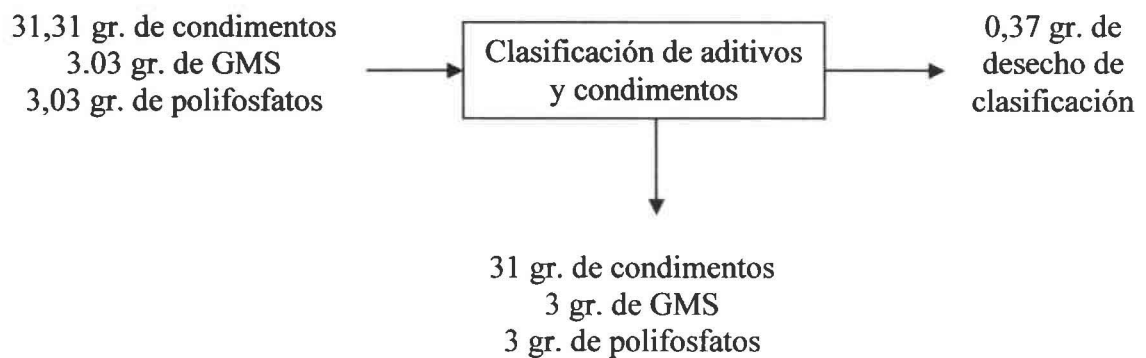 31,31 gr. de condimentos
3.03 gr. de GMS
3,03 gr. de polifosfatos
Clasificación de aditivos
y condimentos
0,37 gr. de
desecho de
clasificación
31 gr. de condimentos
3 gr. de GMS
3 gr. de polifosfatos